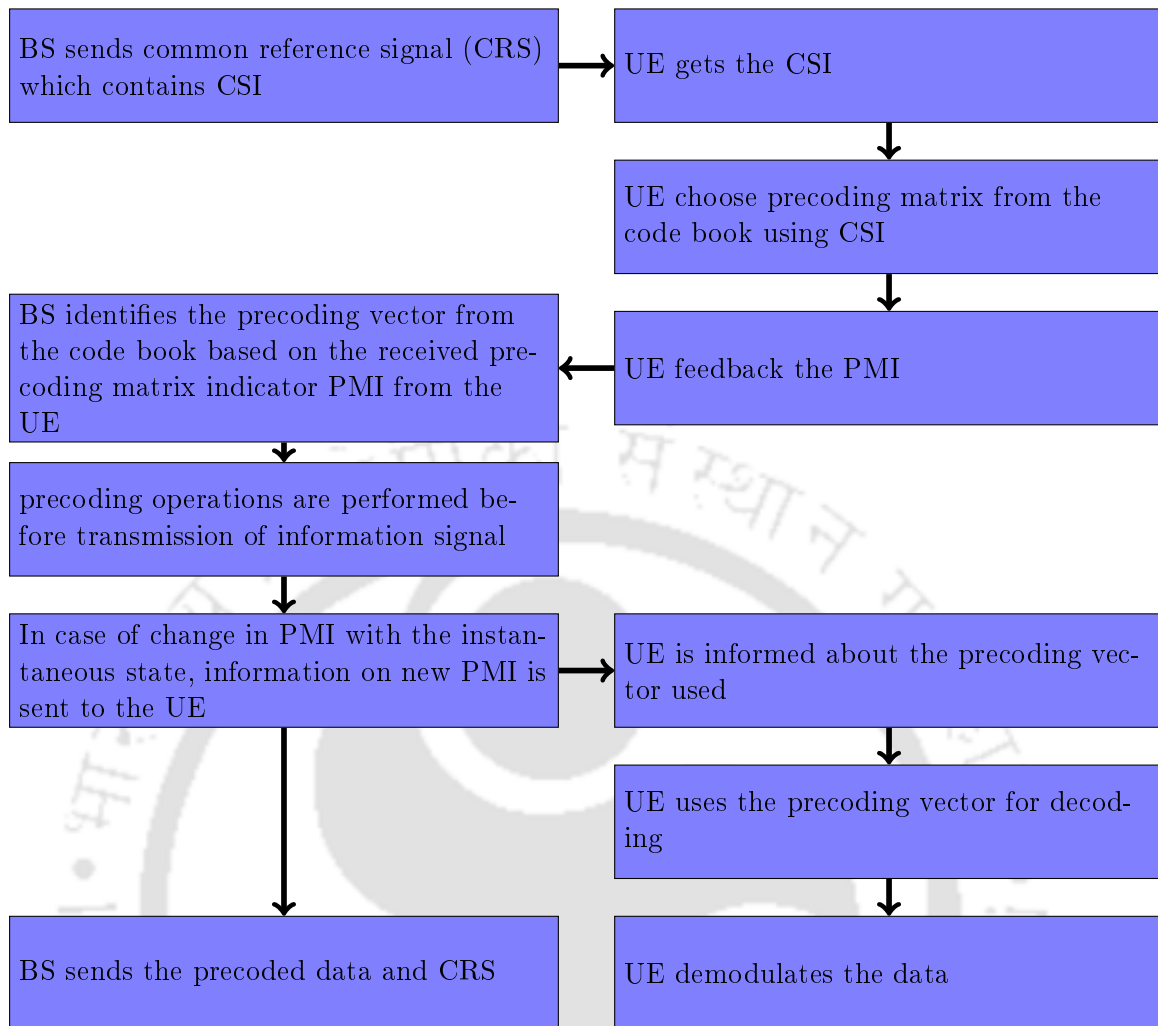 BS sends common reference signal (CRS)
which contains CSI
UE gets the CSI
UE choose precoding matrix from the
code book using CSI
UE feedback the PMI
BS identifies the precoding vector from
the code book based on the received pre-
coding matrix indicator PMI from the
UE
precoding operations are performed be-
fore transmission of information signal
In case of change in PMI with the instan-
taneous state, information on new PMI is
sent to the UE
UE is informed about the precoding vec-
tor used
UE uses the precoding vector for decod-
ing
BS sends the precoded data and CRS
UE demodulates the data